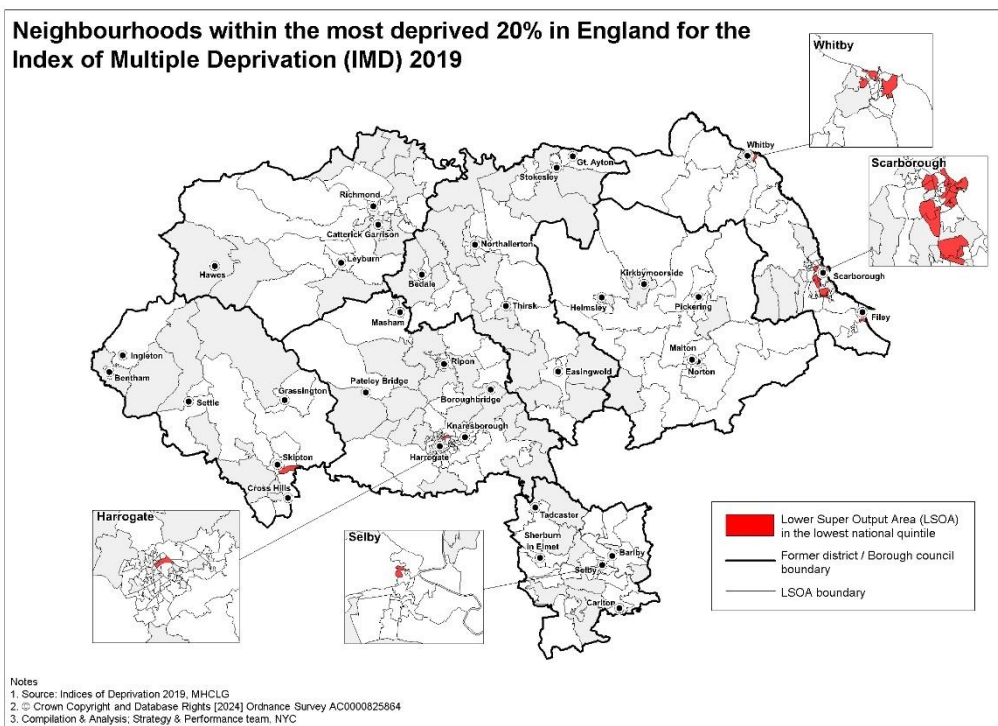 Neighbourhoods within the most deprived 20% in England for the
Index of Multiple Deprivation (IMD) 2019
Whitby
Scarborough
Whitby
Gt. Ayton
Stokesley
Richmond
Catterick Garrison
Northallerton
Leyburn
Hawes
Bedale
Kirkbymoorside
Scarborough
Masham
Thirsk
Helmsley
Pickering
Filey
Ingleton
Bentham
Ripon
Malton
Norton
Pateley Bridge
Easingwold
Grassington
Boroughbridge
Settle
Knaresborough
Harrogate
Skipton
Cross Hills
Harrogate
Selby
Tadcaster
Sherburn
in Elmet
Barlby
Selby
Carlton
Lower Super Output Area (LSOA)
in the lowest national quintile
Former district / Borough council
boundary
LSOA boundary
Notes
1. Source: Indices of Deprivation 2019, MHCLG
2. © Crown Copyright and Database Rights [2024] Ordnance Survey AC0000825864
3. Compilation & Analysis; Strategy & Performance team, NYC